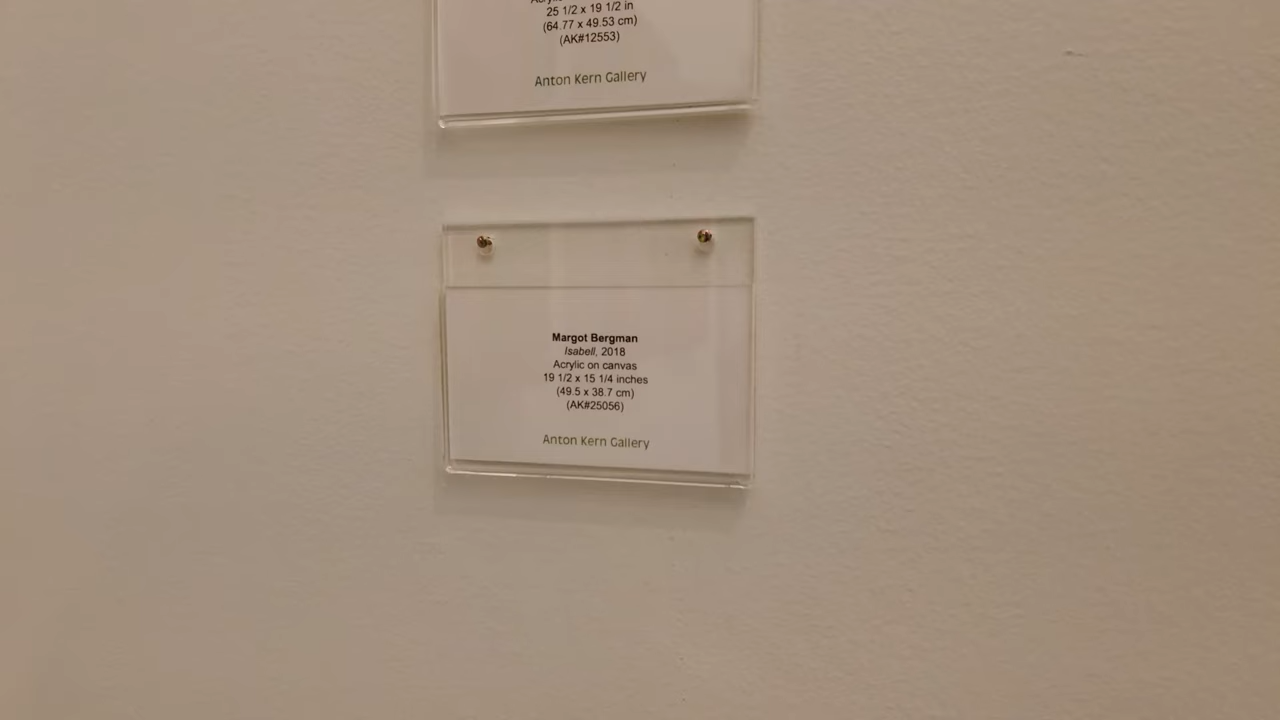 25 1/2 x 19 1/2 in
(64.77 x 49.53 cm)
(AK#12553)
Anton Kern Gallery
Margot Bergman
Isabell, 2018
Acrylic on canvas
19 1/2 x 15 1/4 inches
(49.5 x 38.7 cm)
(AK#25056)
Anton Kern Gallery